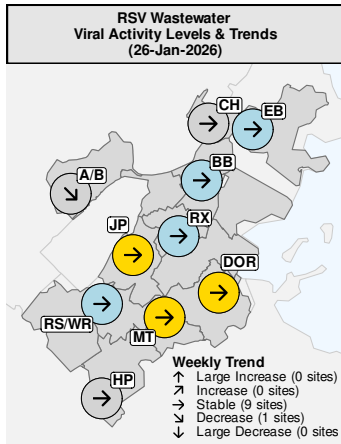 RSV Wastewater
Viral Activity Levels & Trends
(26-Jan-2026)
CH
EB
BB
A/B
JP
RX
DOR
RS/WR
MT
HP
Weekly Trend
↑ Large Increase (0 sites)
↗ Increase (0 sites)
→ Stable (9 sites)
↘ Decrease (1 sites)
↓ Large Decrease (0 sites